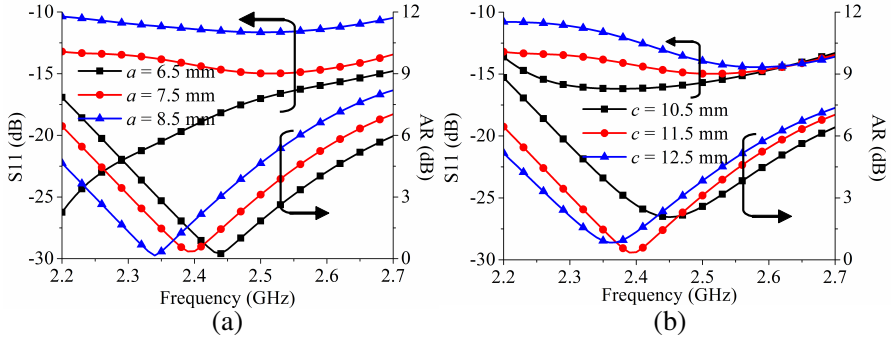 -10
-15
-20
-25
-30
S11 (dB)
12
9
6
3
0
AR (dB)
a = 6.5 mm
a = 7.5 mm
a = 8.5 mm
2.2 2.3 2.4 2.5 2.6 2.7
Frequency (GHz)
(a)
-10
-15
-20
-25
-30
S11 (dB)
12
9
6
3
0
AR (dB)
c = 10.5 mm
c = 11.5 mm
c = 12.5 mm
2.2 2.3 2.4 2.5 2.6 2.7
Frequency (GHz)
(b)